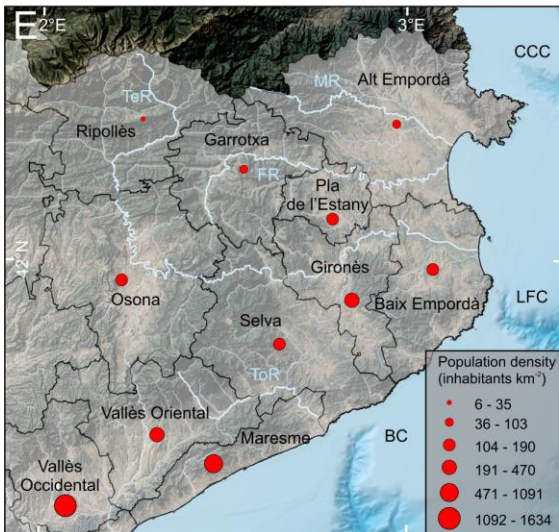 E
2°E
3°E
CCC
Alt Empordà
MR
TeR
Ripollès
Garrotxa
FR
Pla
de l'Estany
42°N
Gironès
Osona
Baix Empordà
LFC
Selva
ToR
Vallès Oriental
Maresme
BC
Vallès
Occidental
Population density
(inhabitants km⁻²)
6 - 35
36 - 103
104 - 190
191 - 470
471 - 1091
1092 - 1634